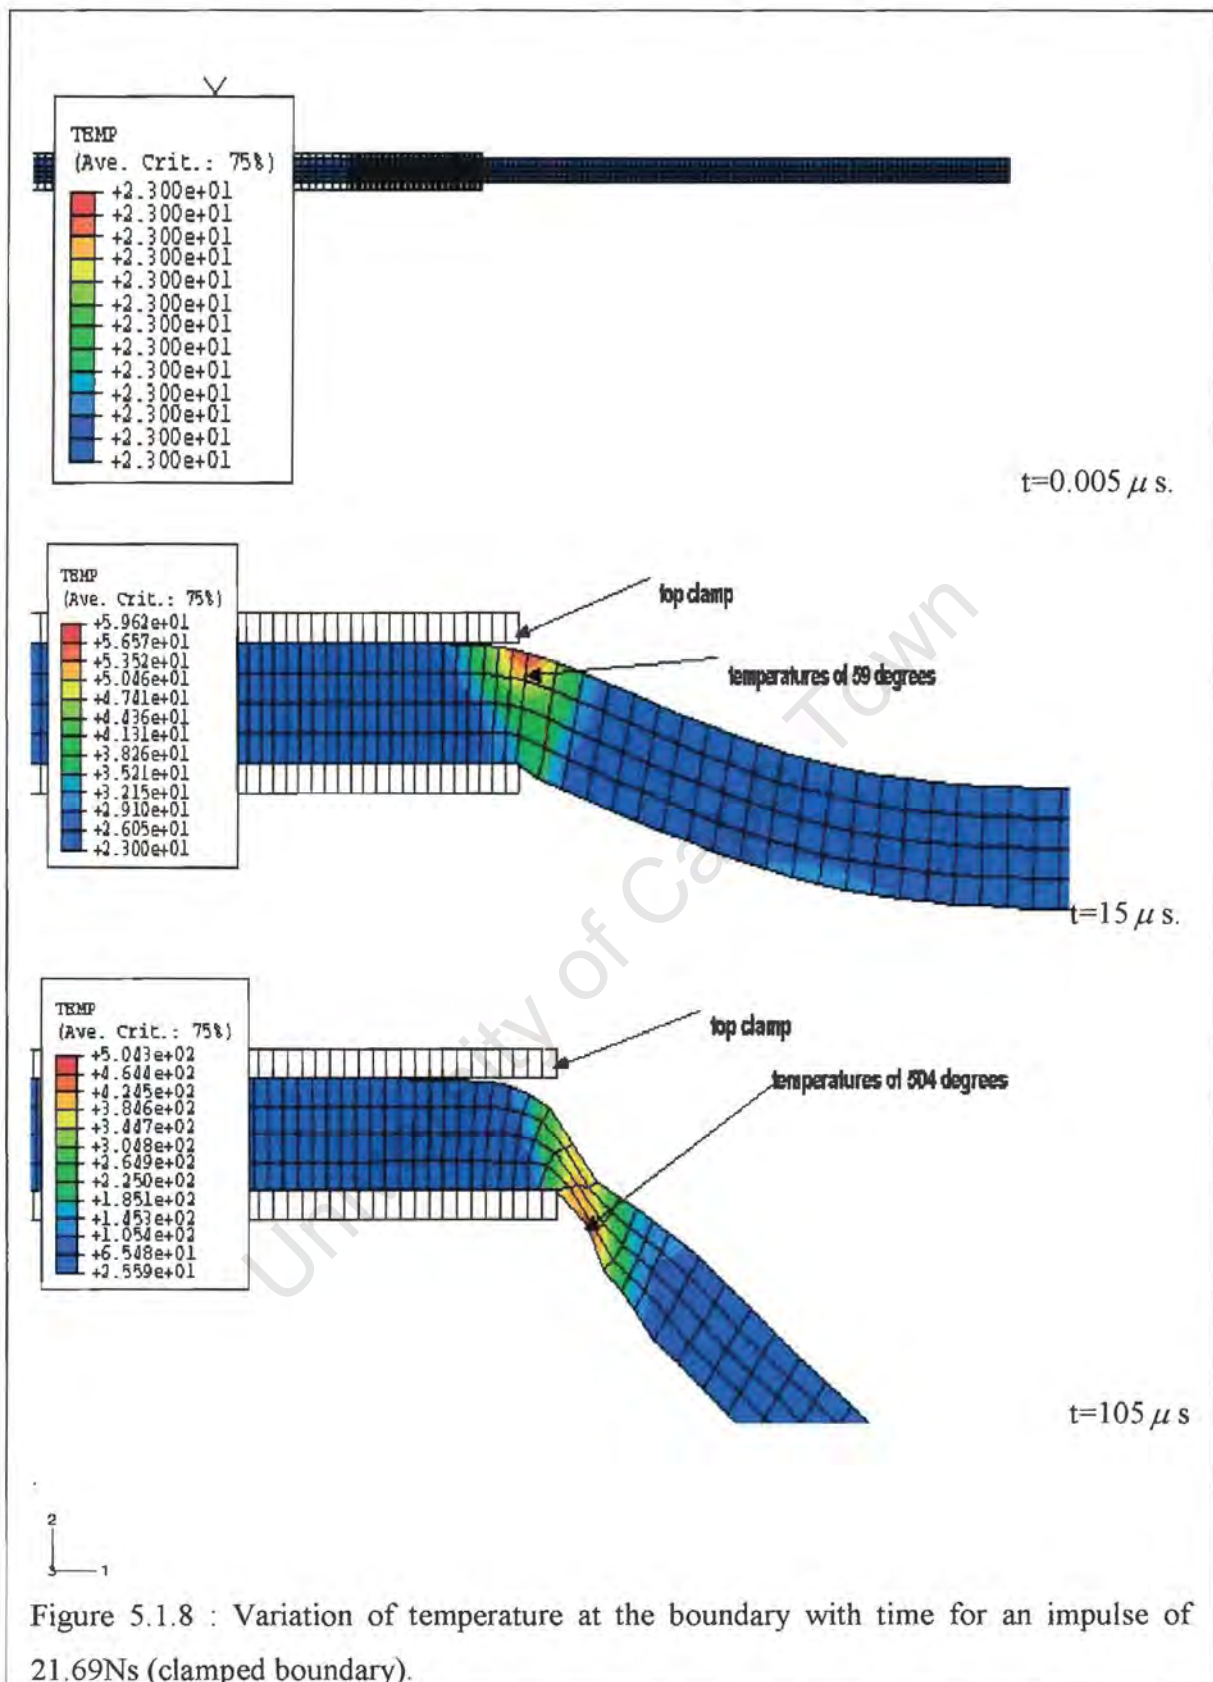 TEMP
(Ave. Crit.: 75%)
+2.300e+01
+2.300e+01
+2.300e+01
+2.300e+01
+2.300e+01
+2.300e+01
+2.300e+01
+2.300e+01
+2.300e+01
+2.300e+01
+2.300e+01
+2.300e+01
+2.300e+01
t=0.005 μ s.
TEMP
(Ave. Crit.: 75%)
+5.962e+01
+5.657e+01
+5.352e+01
+5.046e+01
+4.741e+01
+4.436e+01
+4.131e+01
+3.826e+01
+3.521e+01
+3.215e+01
+2.910e+01
+2.605e+01
+2.300e+01
top clamp
temperatures of 59 degrees
t=15 μ s.
TEMP
(Ave. Crit.: 75%)
+5.043e+02
+4.644e+02
+4.245e+02
+3.846e+02
+3.447e+02
+3.048e+02
+2.649e+02
+2.250e+02
+1.851e+02
+1.453e+02
+1.054e+02
+6.548e+01
+2.559e+01
top clamp
temperatures of 504 degrees
t=105 μ s
2
3 1
University of Cape Town
Figure 5.1.8 : Variation of temperature at the boundary with time for an impulse of
21.69Ns (clamped boundary).